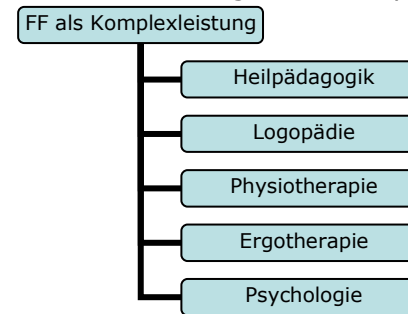 FF als Komplexleistung
Heilpädagogik
Logopädie
Physiotherapie
Ergotherapie
Psychologie